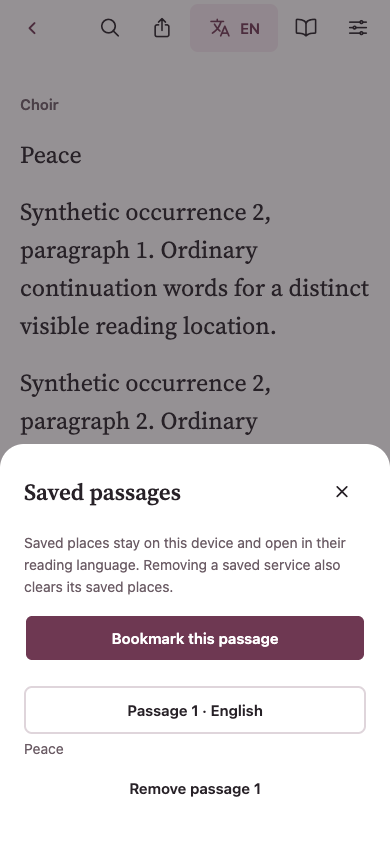 EN
Choir
Peace
Synthetic occurrence 2,
paragraph 1. Ordinary
continuation words for a distinct
visible reading location.
Synthetic occurrence 2,
paragraph 2. Ordinary
Saved passages
Saved places stay on this device and open in their
reading language. Removing a saved service also
clears its saved places.
Bookmark this passage
Passage 1 · English
Peace
Remove passage 1